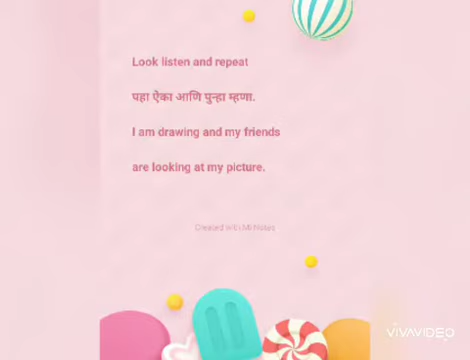 Look listen and repeat
पहा ऐका आणि पुन्हा म्हणा.
I am drawing and my friends
are looking at my picture.
Created with Mi Notes
VIVAVIDEO